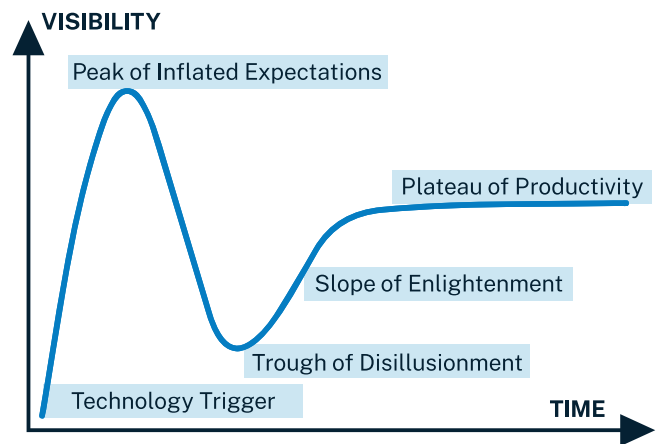 VISIBILITY
Peak of Inflated Expectations
Plateau of Productivity
Slope of Enlightenment
Trough of Disillusionment
Technology Trigger
TIME